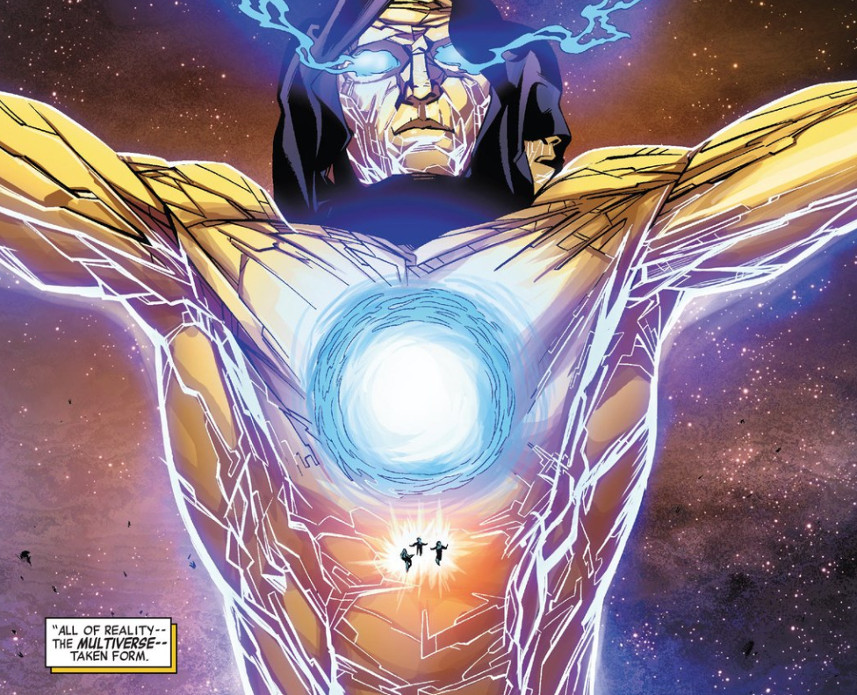 "ALL OF REALITY--
THE MULTIVERSE--
TAKEN FORM.